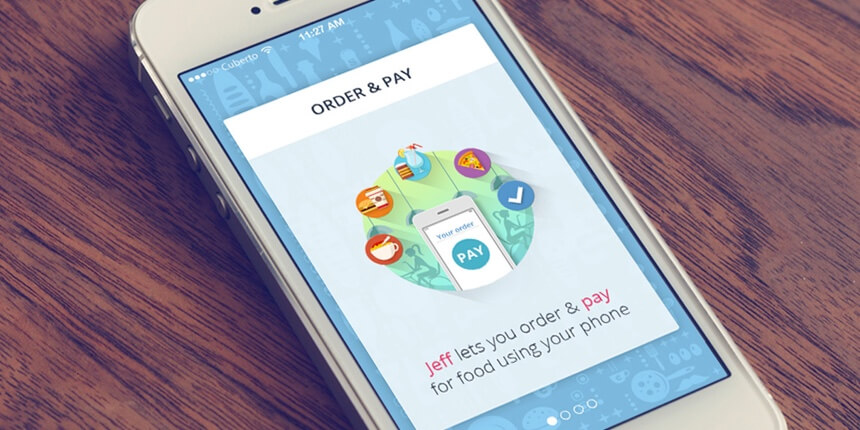 Cuberto 11:27 AM
ORDER & PAY
Your order
PAY
Jeff lets you order & pay
for food using your phone